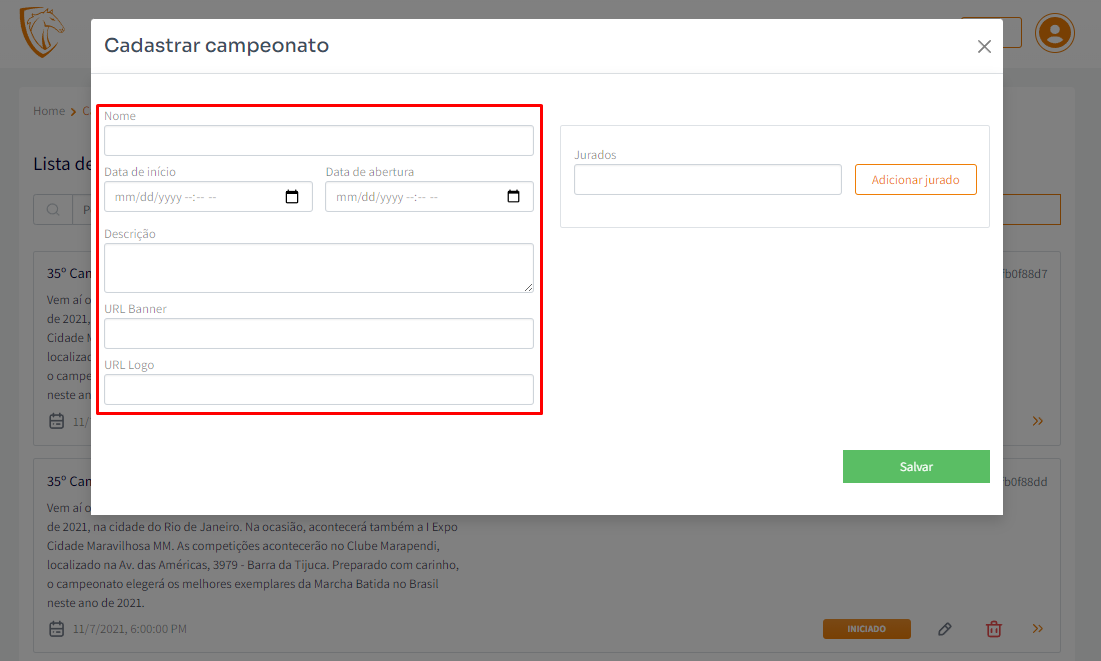 Cadastrar campeonato
Home
Nome
Lista de
Data de início
Data de abertura
mm/dd/yyyy --:-- --
mm/dd/yyyy --:-- --
Descrição
URL Banner
URL Logo
Jurados
Adicionar jurado
Salvar
35º Cam
fb0f88d7
Vem aí o
de 2021,
localizad
o campe
neste an
11/
35º Cam
fb0f88dd
Vem aí o
de 2021, na cidade do Rio de Janeiro. Na ocasião, acontecerá também a I Expo
Cidade Maravilhosa MM. As competições acontecerão no Clube Marapendi,
localizado na Av. das Américas, 3979 - Barra da Tijuca. Preparado com carinho,
o campeonato elegerá os melhores exemplares da Marcha Batida no Brasil
neste ano de 2021.
11/7/2021, 6:00:00 PM
INICIADO